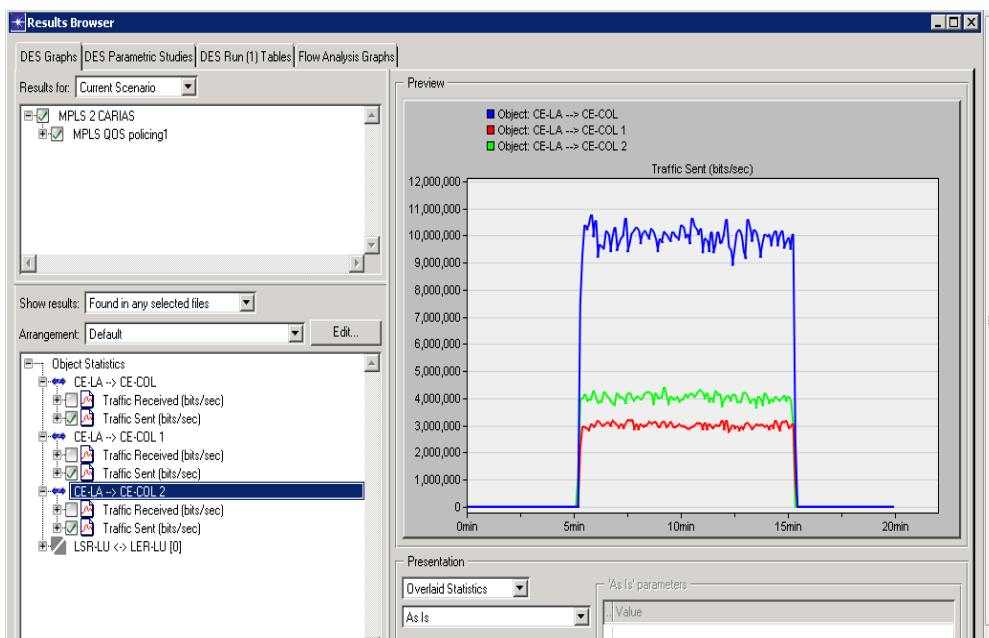 Results Browser
DES Graphs DES Parametric Studies DES Run (1) Tables Flow Analysis Graphs
Results for: Current Scenario
MPLS 2 CARIAS
MPLS QOS policing1
Show results: Found in any selected files
Arrangement: Default Edit...
Object Statistics
CE-LA --> CE-COL
Traffic Received (bits/sec)
Traffic Sent (bits/sec)
CE-LA --> CE-COL 1
Traffic Received (bits/sec)
Traffic Sent (bits/sec)
CE-LA --> CE-COL 2
Traffic Received (bits/sec)
Traffic Sent (bits/sec)
LSR-LU <-> LER-LU [0]
Preview
Object: CE-LA --> CE-COL
Object: CE-LA --> CE-COL 1
Object: CE-LA --> CE-COL 2
Traffic Sent (bits/sec)
12,000,000
11,000,000
10,000,000
9,000,000
8,000,000
7,000,000
6,000,000
5,000,000
4,000,000
3,000,000
2,000,000
1,000,000
0
0min 5min 10min 15min 20min
Presentation
Overlaid Statistics
As Is
'As Is' parameters
... Value